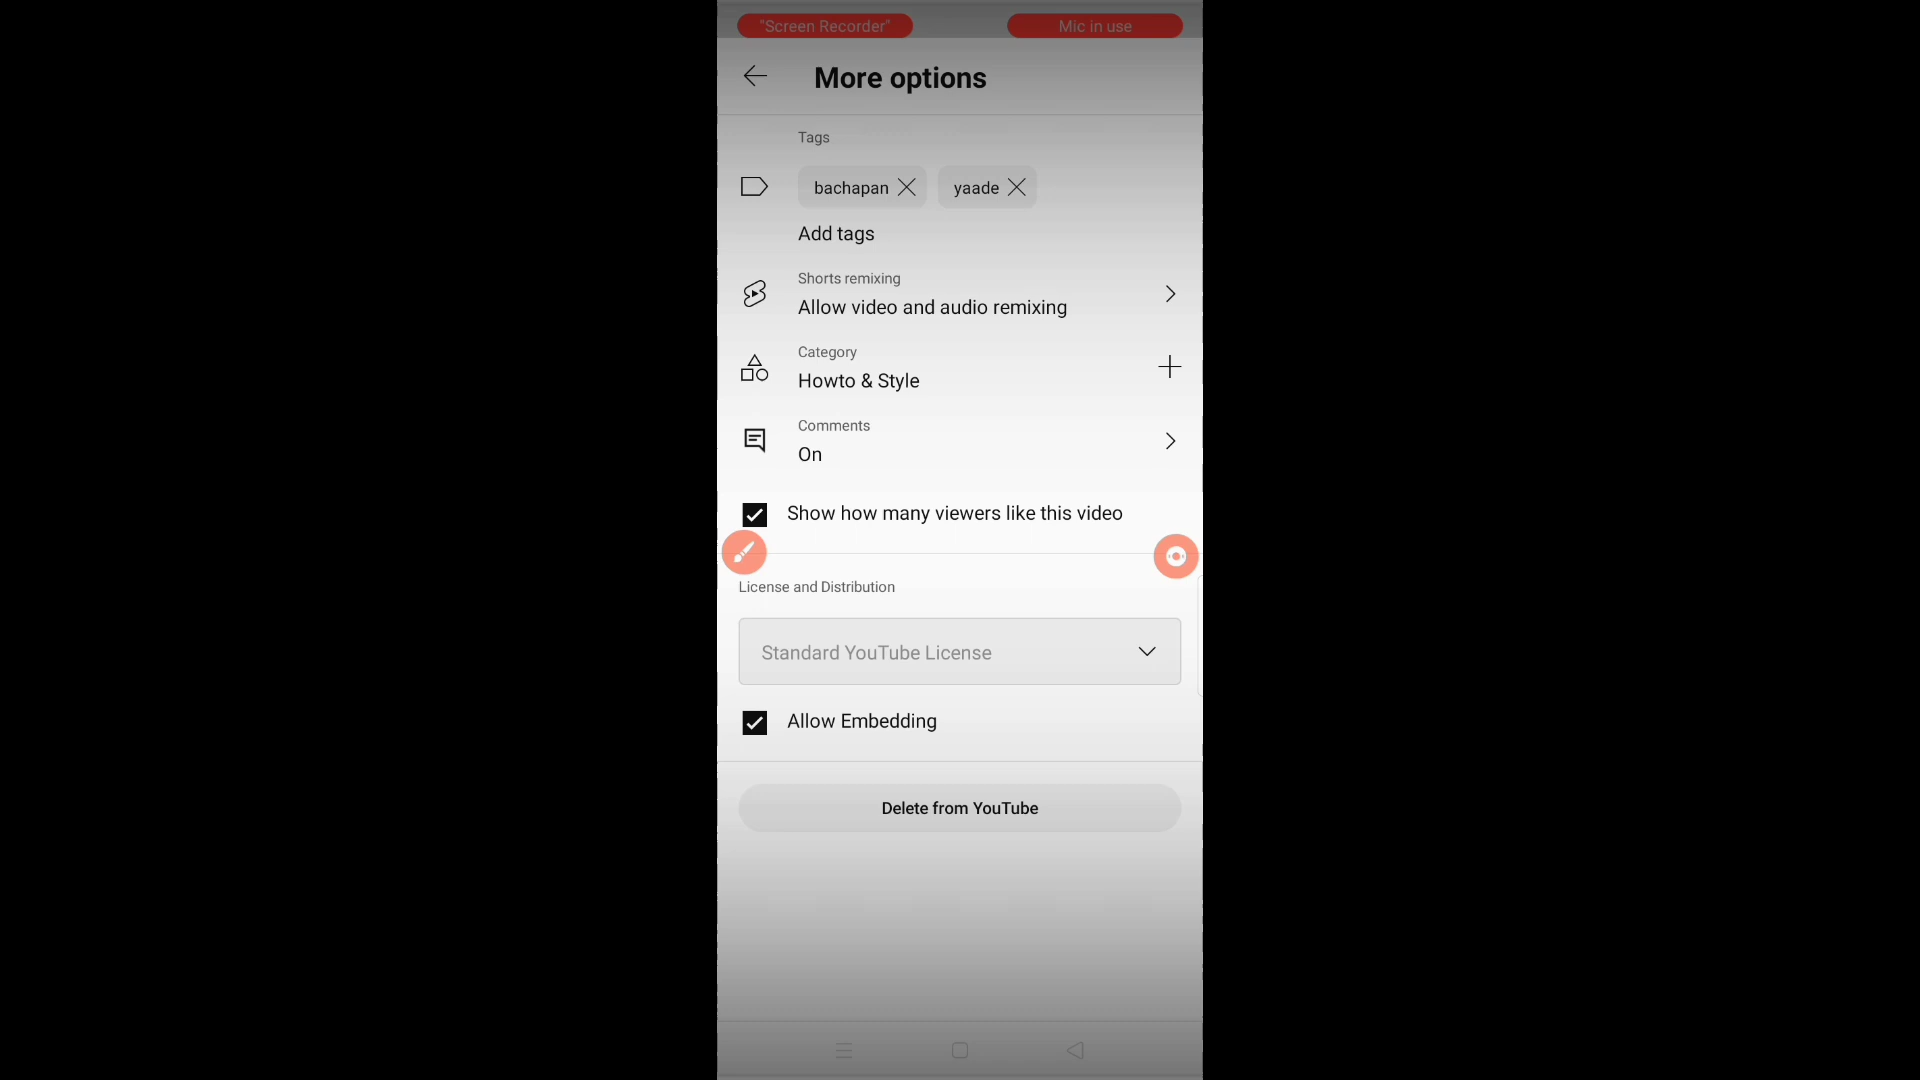 "Screen Recorder" Mic in use
More options
Tags
bachapan yaade
Add tags
Shorts remixing
Allow video and audio remixing
Category
Howto & Style
Comments
On
Show how many viewers like this video
License and Distribution
Standard YouTube License
Allow Embedding
Delete from YouTube